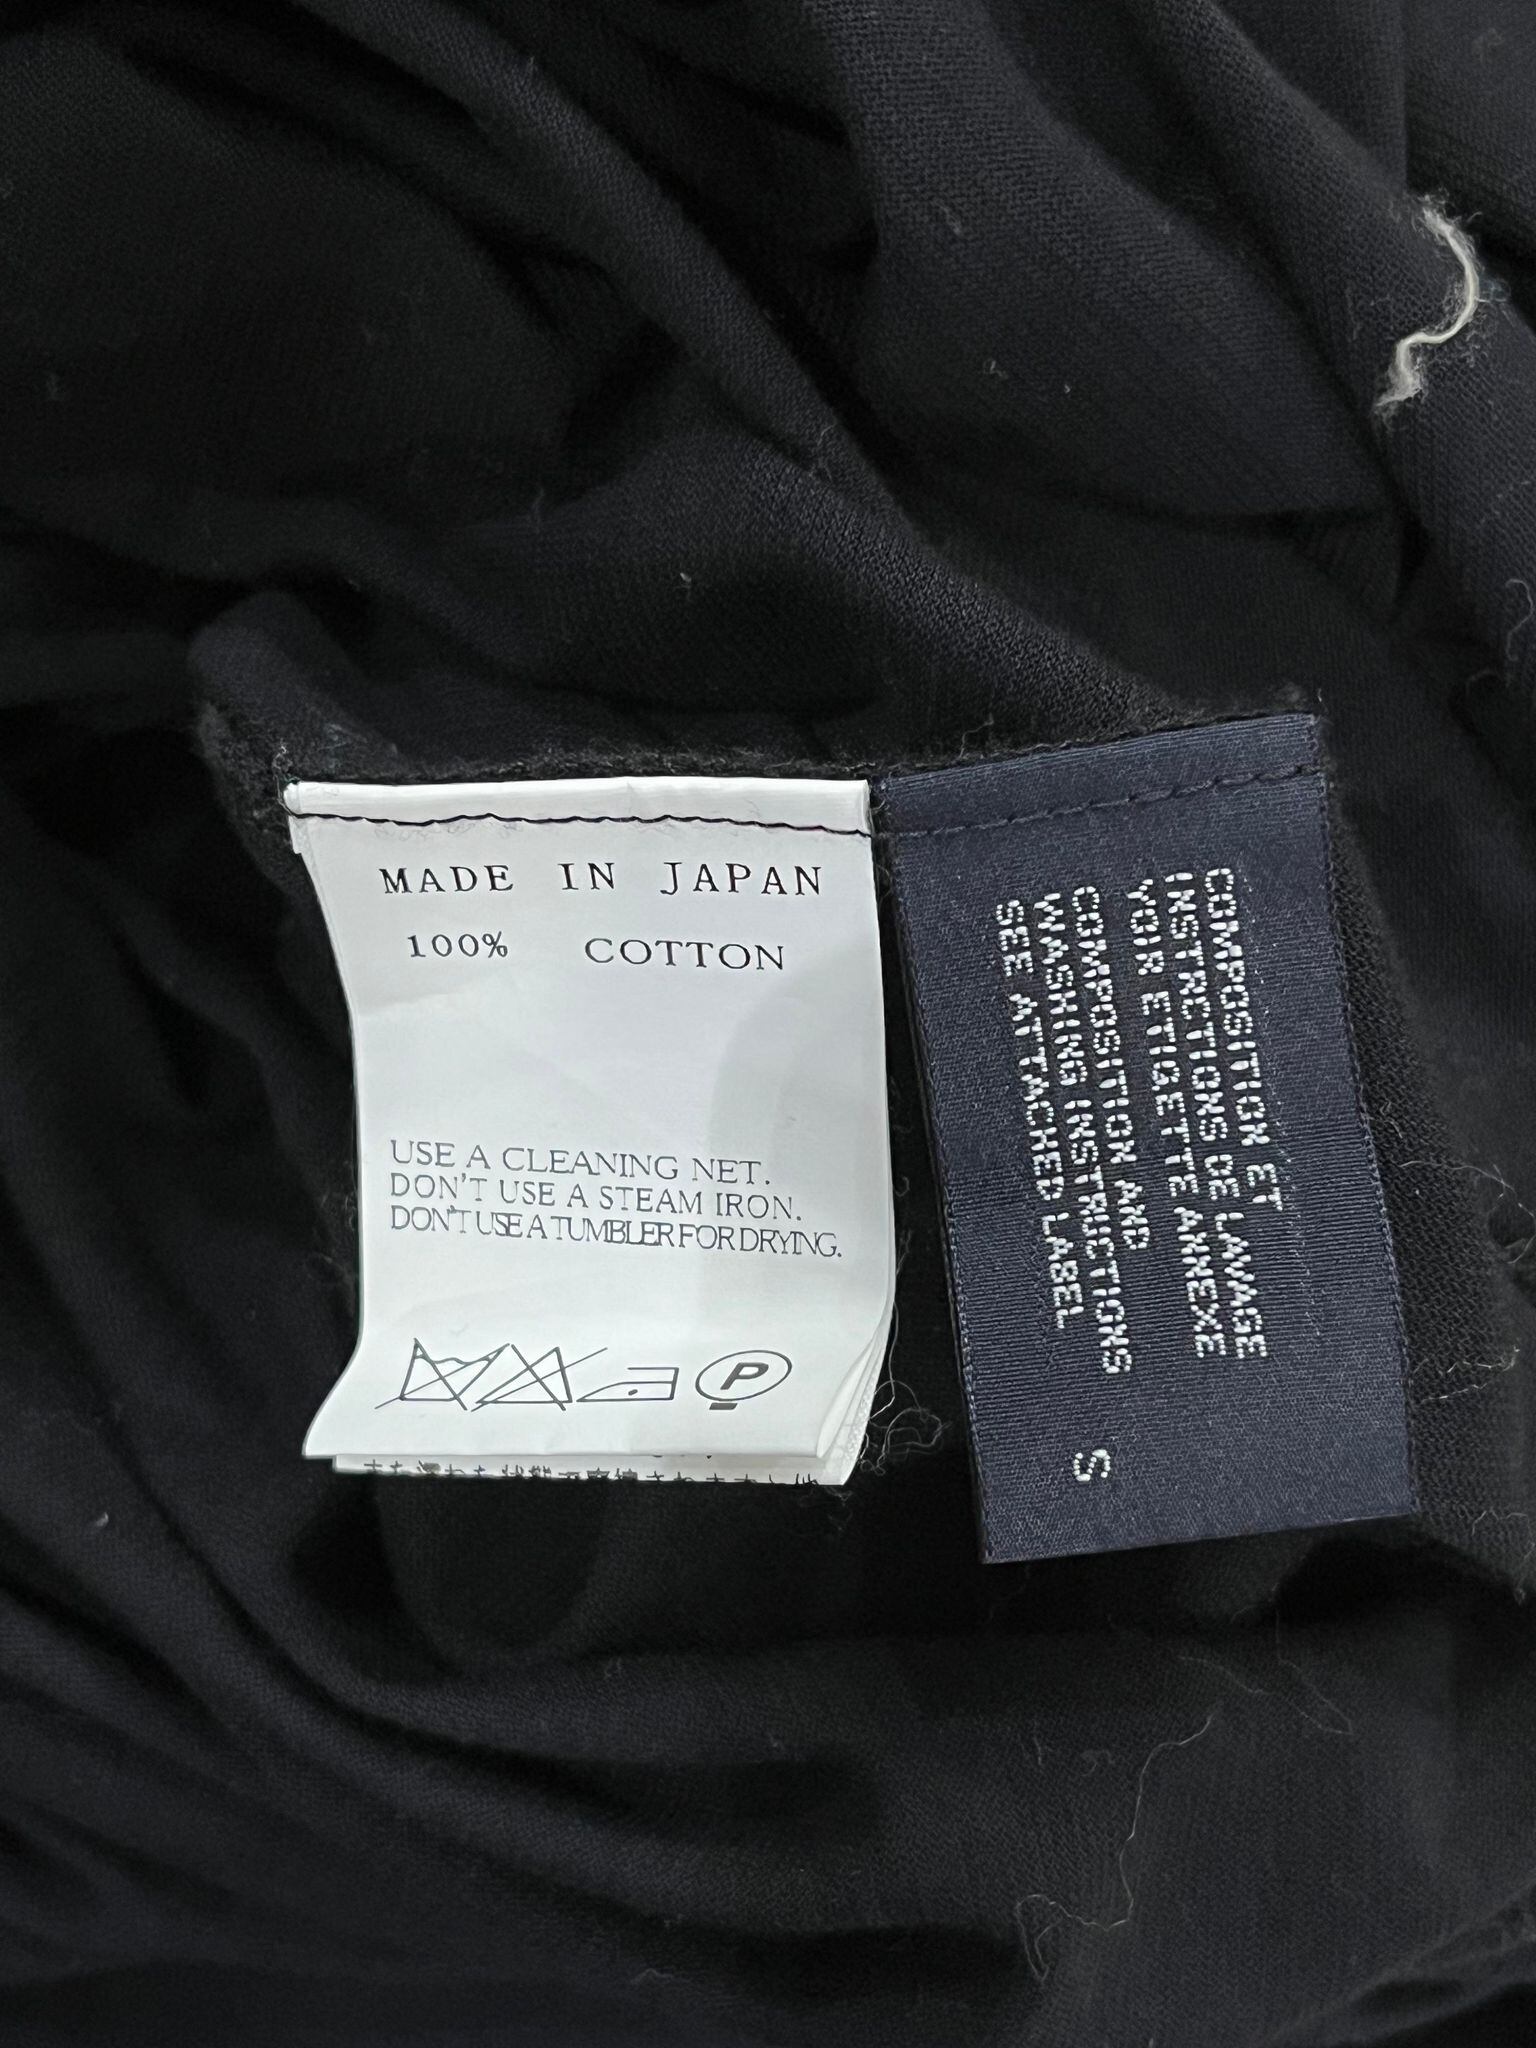 MADE IN JAPAN
100% COTTON
USE A CLEANING NET.
DON'T USE A STEAM IRON.
DON'T USE A TUMBLER FOR DRYING.
P
COMPOSITION ET
INSTRCTIONS DE LAVAGE
VOIR ETIQETTE ANNEXE
COMPOSITION AND
WASHING INSTRUCTIONS
SEE ATTACHED LABEL
S